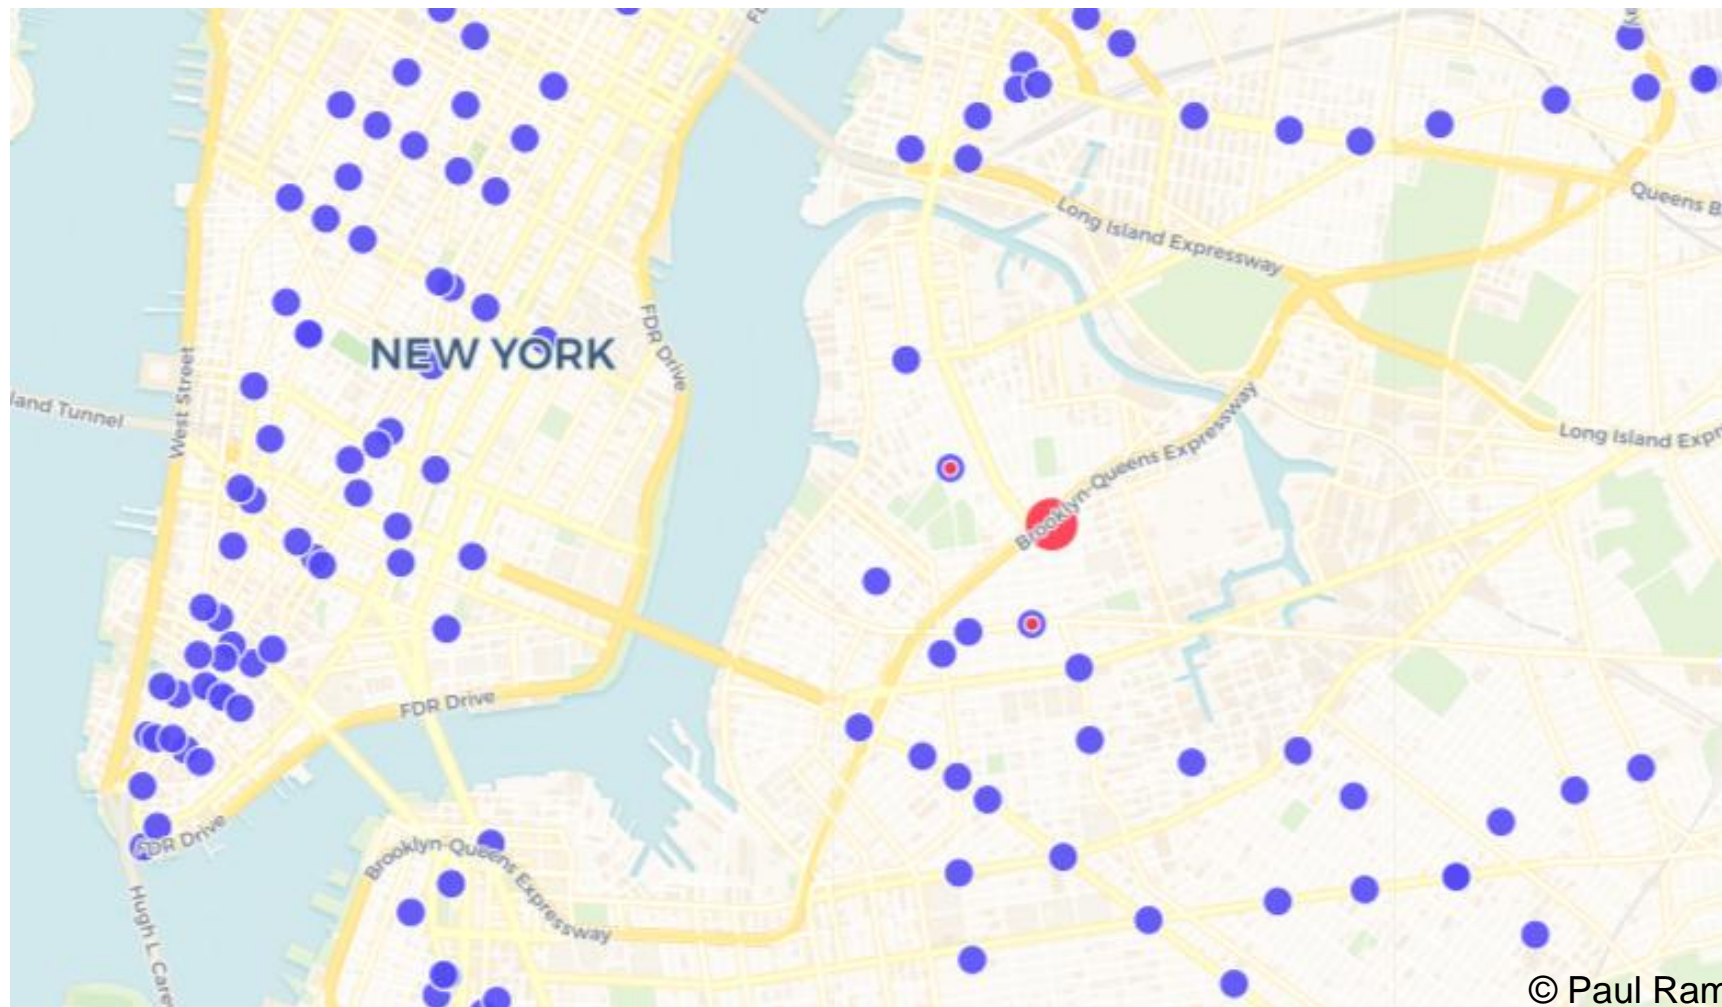 Queens B
Long Island Expressway
FDR Drive
NEW YORK
West Street
land Tunnel
Brooklyn-Queens Expressway
Long Island Expr
FDR Drive
FDR Drive
Brooklyn-Queens Expressway
Hugh L. Care
© Paul Ram